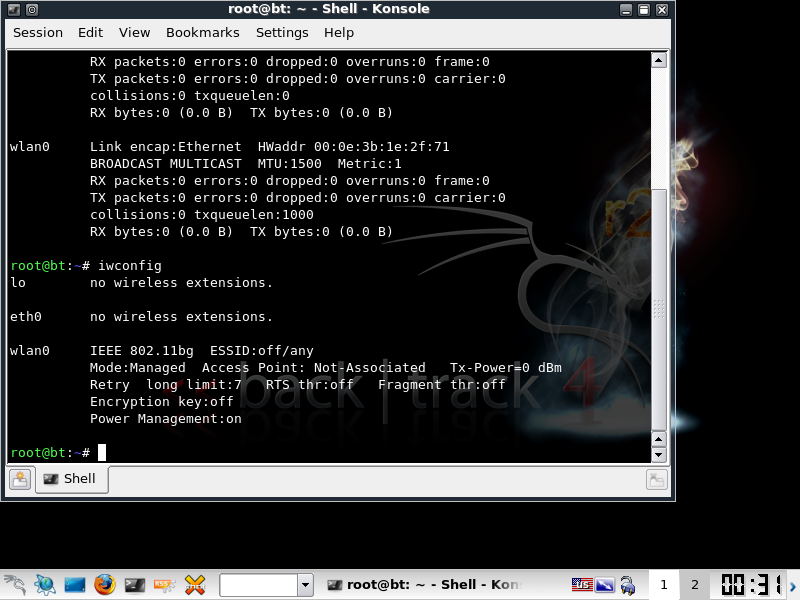 root@bt: ~ - Shell - Konsole
Session Edit View Bookmarks Settings Help
RX packets:0 errors:0 dropped:0 overruns:0 frame:0
TX packets:0 errors:0 dropped:0 overruns:0 carrier:0
collisions:0 txqueuelen:0
RX bytes:0 (0.0 B)  TX bytes:0 (0.0 B)
wlan0     Link encap:Ethernet  HWaddr 00:0e:3b:1e:2f:71
BROADCAST MULTICAST  MTU:1500  Metric:1
RX packets:0 errors:0 dropped:0 overruns:0 frame:0
TX packets:0 errors:0 dropped:0 overruns:0 carrier:0
collisions:0 txqueuelen:1000
RX bytes:0 (0.0 B)  TX bytes:0 (0.0 B)
root@bt:~# iwconfig
lo        no wireless extensions.
eth0      no wireless extensions.
wlan0     IEEE 802.11bg  ESSID:off/any
Mode:Managed  Access Point: Not-Associated   Tx-Power=0 dBm
Retry  long limit:7   RTS thr:off   Fragment thr:off
Encryption key:off
Power Management:on
root@bt:~#
<< back | track 4
r2
Shell
root@bt: ~ - Shell - Kon
1 2 00:31